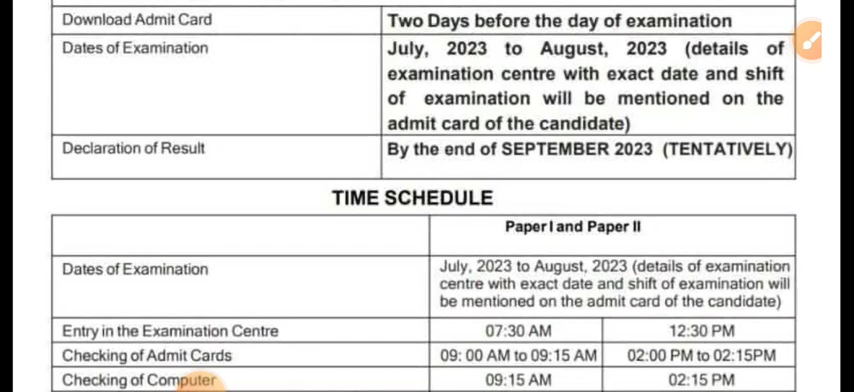 Download Admit Card
Two Days before the day of examination
Dates of Examination
July, 2023 to August, 2023 (details of
examination centre with exact date and shift
of examination will be mentioned on the
admit card of the candidate)
Declaration of Result
By the end of SEPTEMBER 2023 (TENTATIVELY)
TIME SCHEDULE
Paper I and Paper II
Dates of Examination
July, 2023 to August, 2023 (details of examination
centre with exact date and shift of examination will
be mentioned on the admit card of the candidate)
Entry in the Examination Centre
07:30 AM
12:30 PM
Checking of Admit Cards
09: 00 AM to 09:15 AM
02:00 PM to 02:15PM
Checking of Computer
09:15 AM
02:15 PM